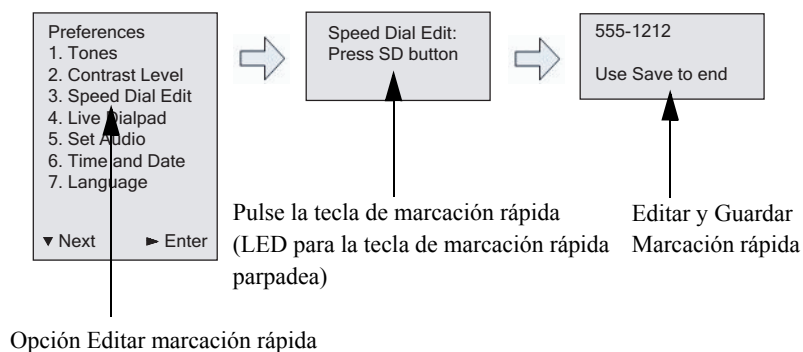 Preferences
1. Tones
2. Contrast Level
3. Speed Dial Edit
4. Live Dialpad
5. Set Audio
6. Time and Date
7. Language
▼ Next ► Enter
Speed Dial Edit:
Press SD button
555-1212
Use Save to end
Pulse la tecla de marcación rápida
(LED para la tecla de marcación rápida
parpadea)
Editar y Guardar
Marcación rápida
Opción Editar marcación rápida